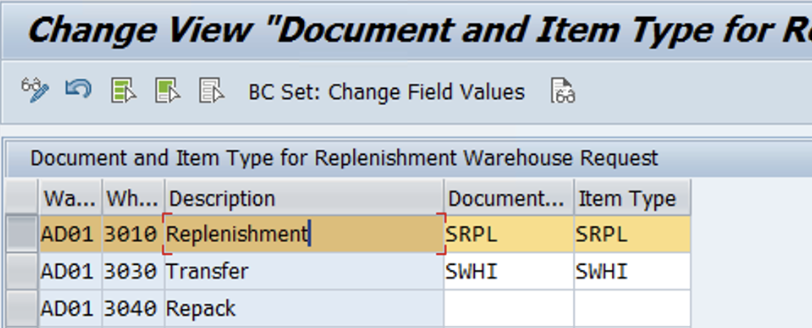 Change View "Document and Item Type for R
BC Set: Change Field Values
Document and Item Type for Replenishment Warehouse Request
Wa... Wh... Description Document... Item Type
AD01 3010 Replenishment SRPL SRPL
AD01 3030 Transfer SWHI SWHI
AD01 3040 Repack